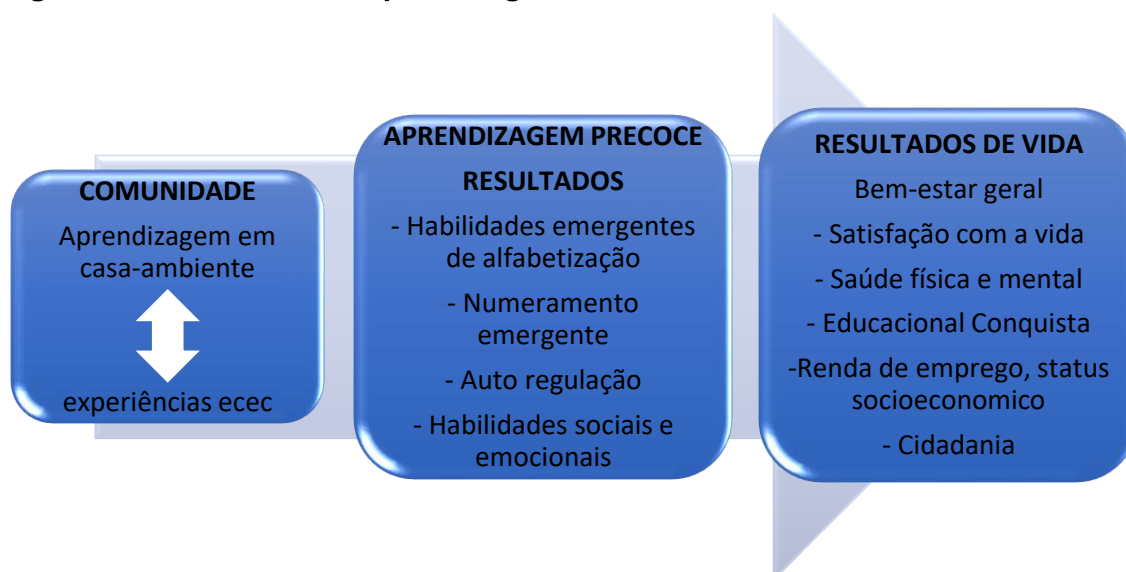 COMUNIDADE
Aprendizagem em
casa-ambiente
experiências ecec
APRENDIZAGEM PRECOCE
RESULTADOS
- Habilidades emergentes
de alfabetização
- Numeramento
emergente
- Auto regulação
- Habilidades sociais e
emocionais
RESULTADOS DE VIDA
Bem-estar geral
- Satisfação com a vida
- Saúde física e mental
- Educacional Conquista
-Renda de emprego, status
socioeconomico
- Cidadania